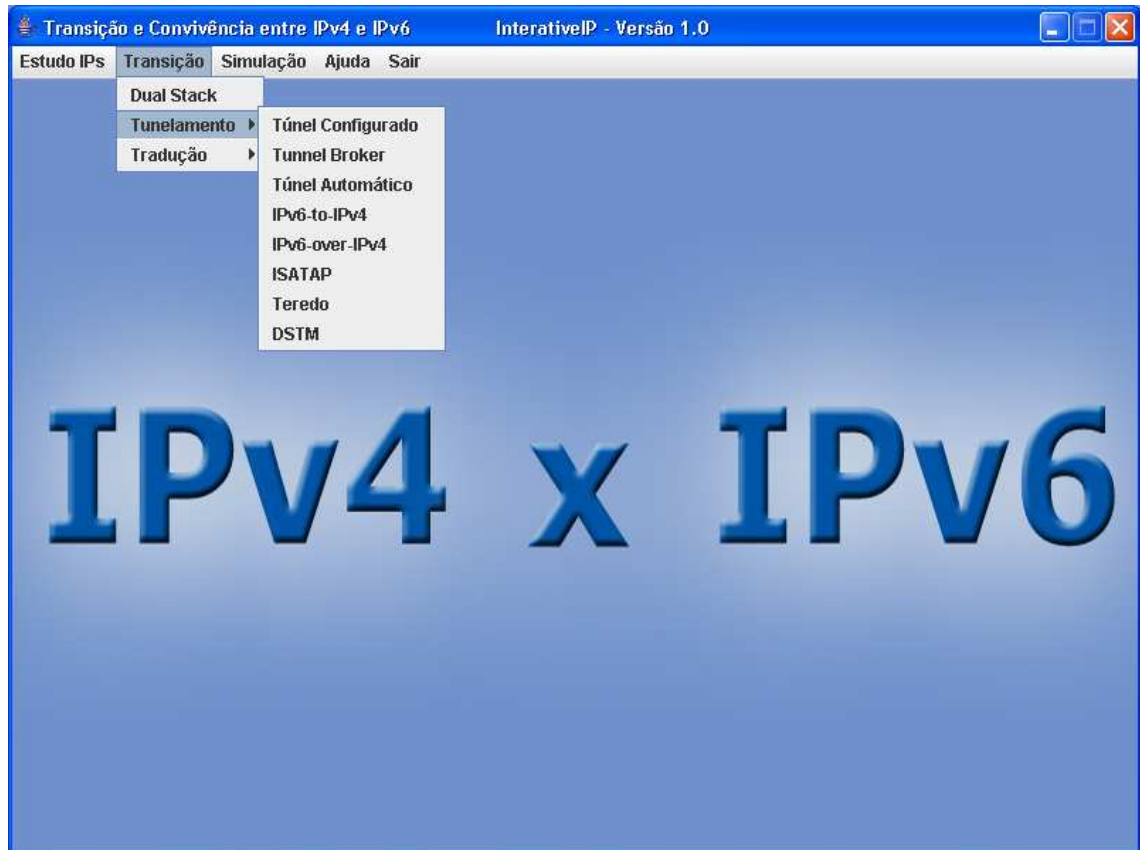 Transição e Convivência entre IPv4 e IPv6 InterativeIP - Versão 1.0
Estudo IPs Transição Simulação Ajuda Sair
Dual Stack
Tunelamento
Tradução
Túnel Configurado
Tunnel Broker
Túnel Automático
IPv6-to-IPv4
IPv6-over-IPv4
ISATAP
Teredo
DSTM
IPv4 x IPv6